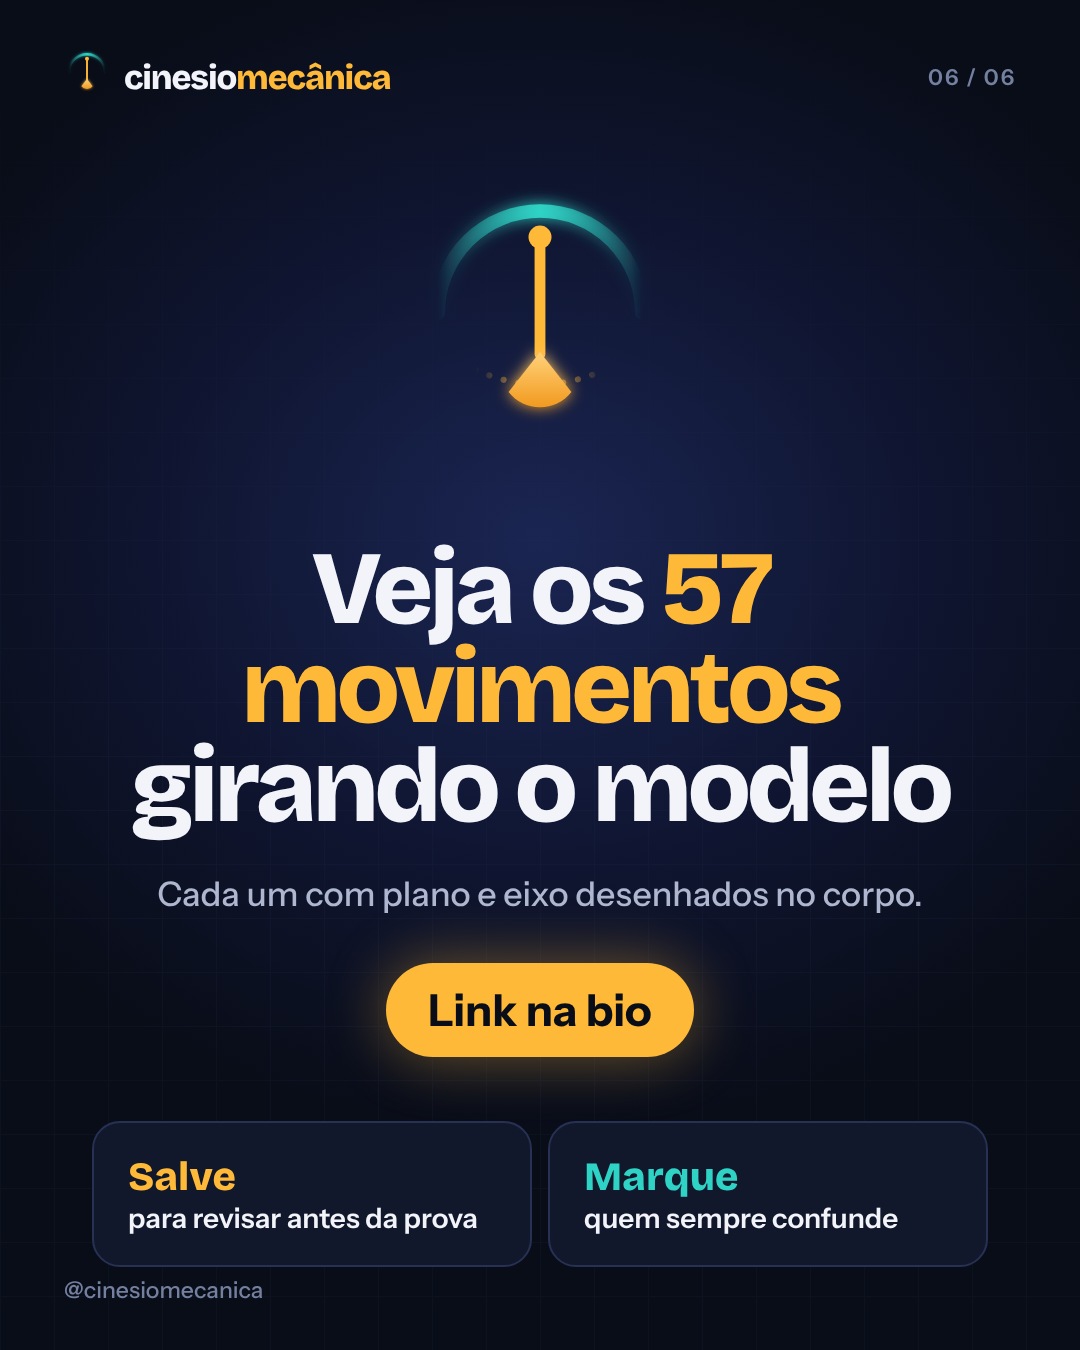 cinesiomecânica
06 / 06
Veja os 57
movimentos
girando o modelo
Cada um com plano e eixo desenhados no corpo.
Link na bio
Salve
para revisar antes da prova
Marque
quem sempre confunde
@cinesiomecanica